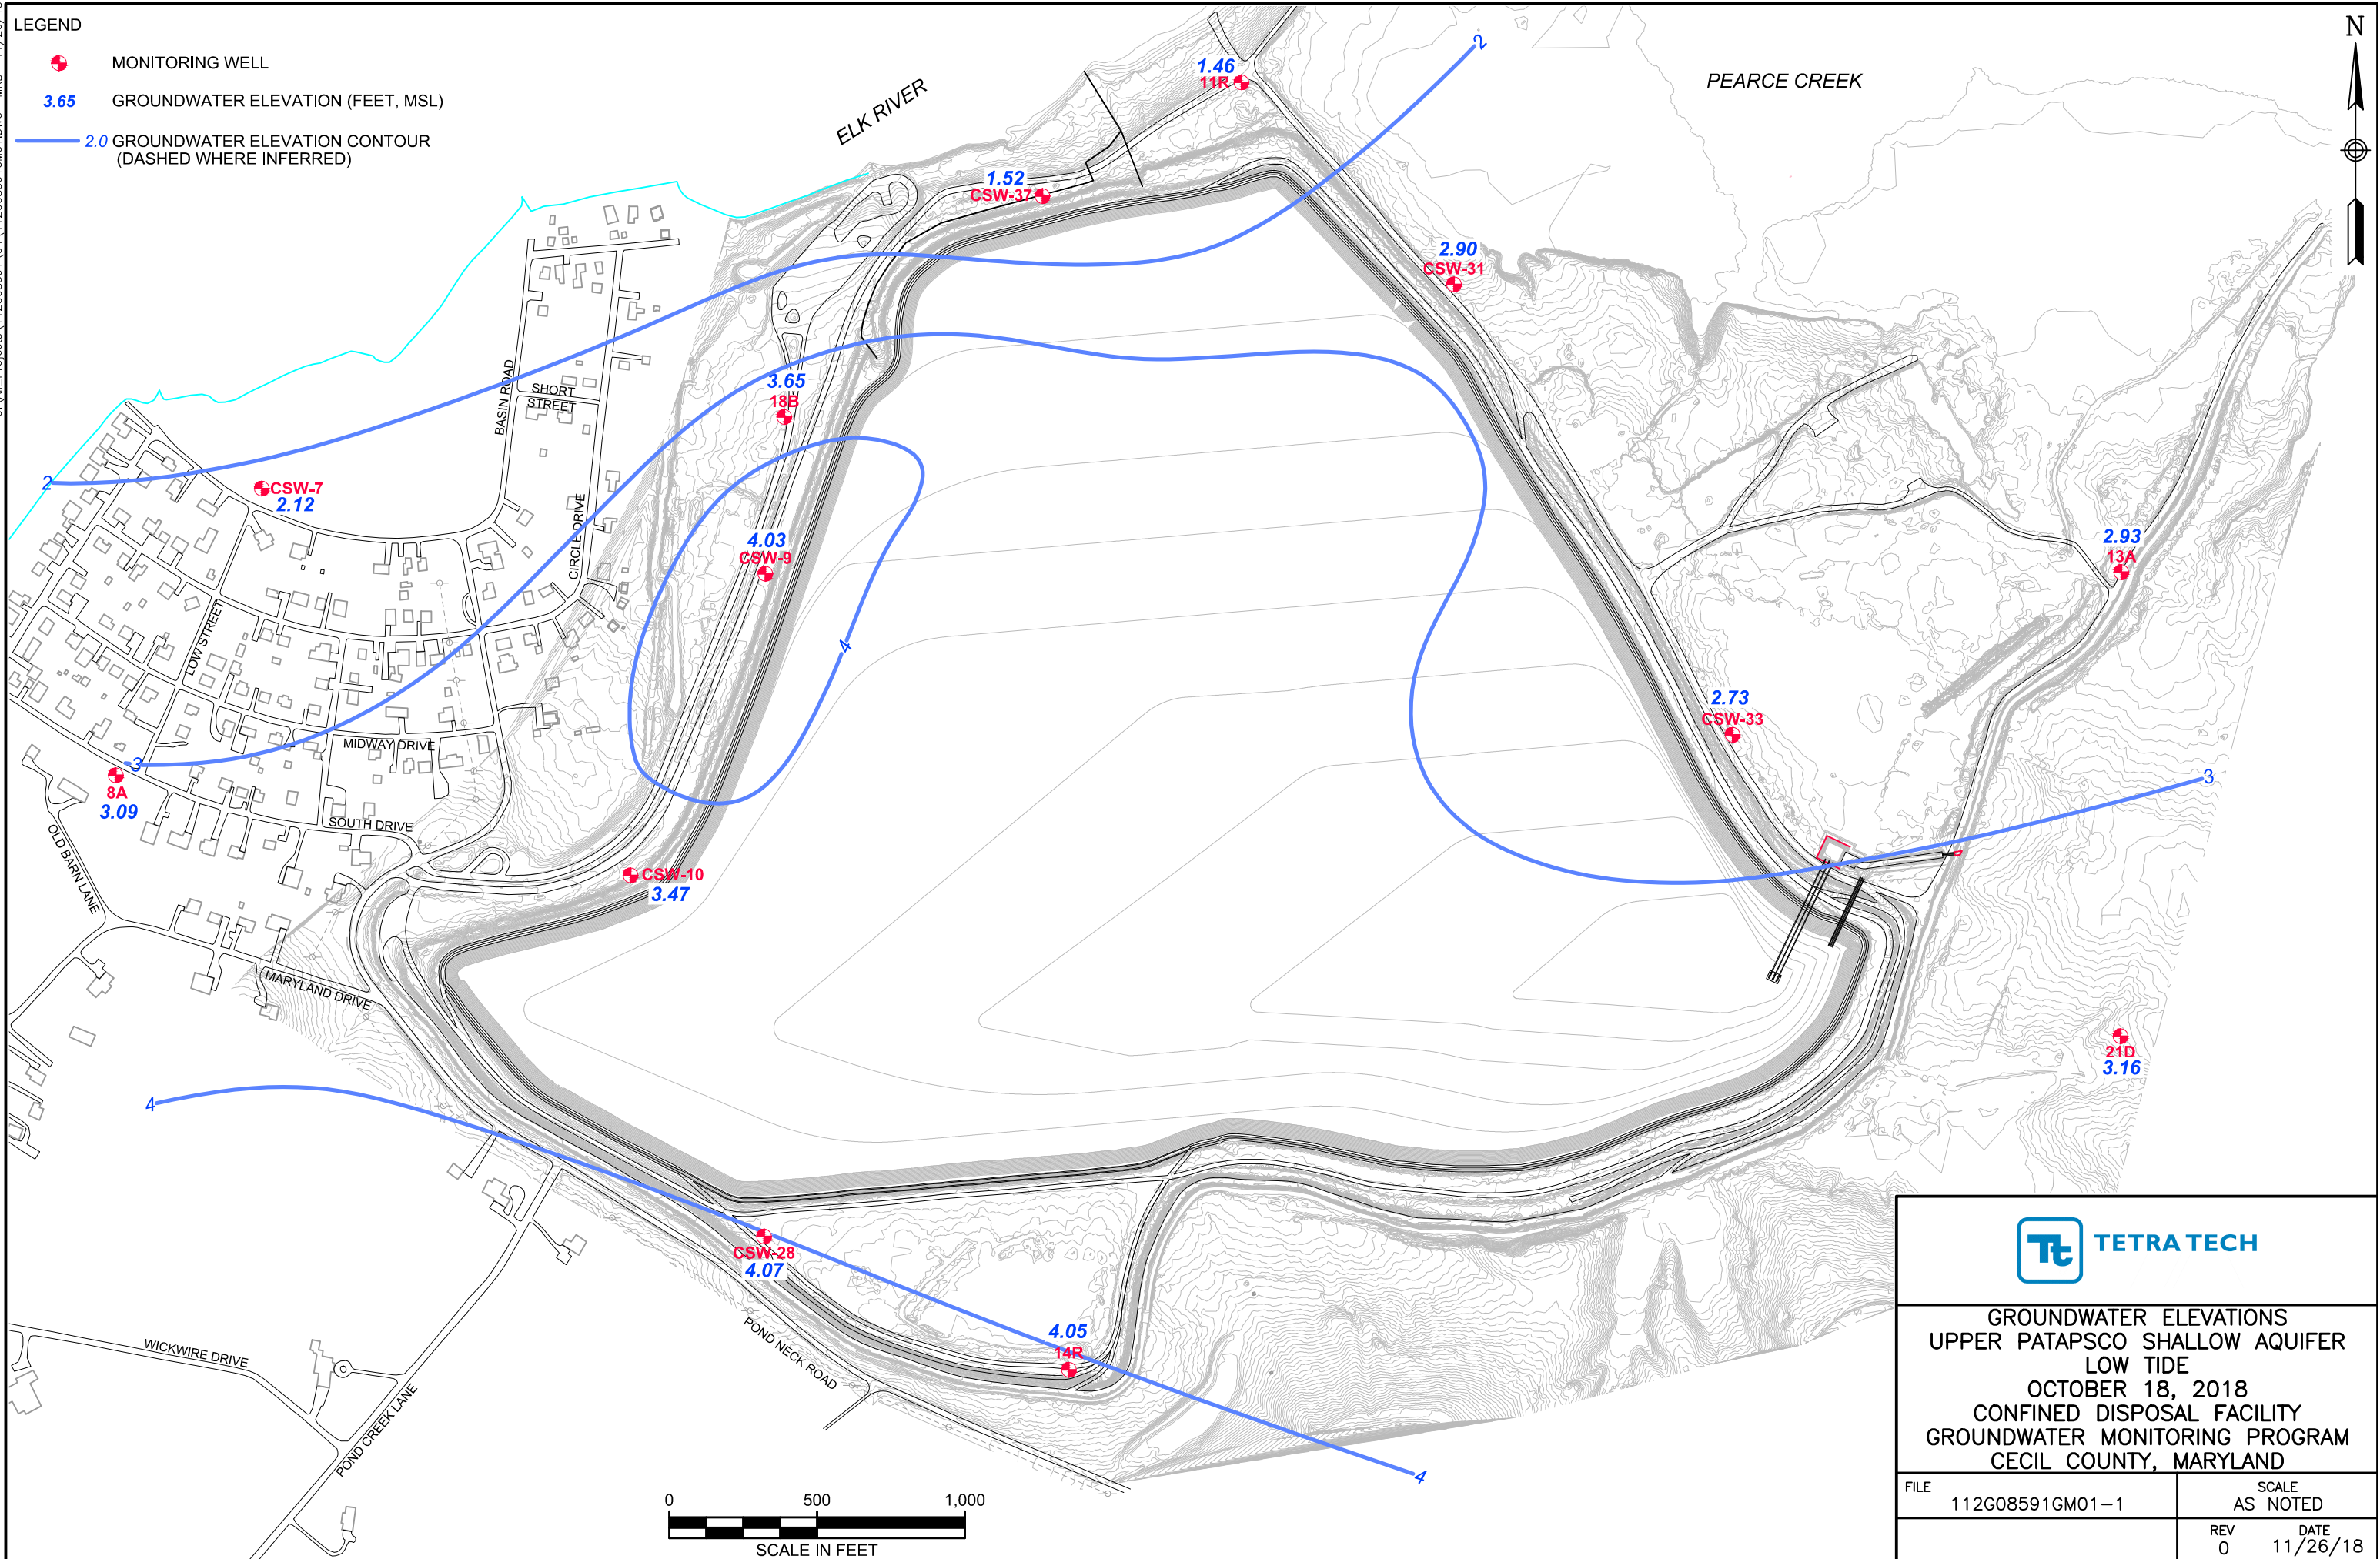 LEGEND
MONITORING WELL
3.65 GROUNDWATER ELEVATION (FEET, MSL)
2.0 GROUNDWATER ELEVATION CONTOUR
(DASHED WHERE INFERRED)
N
ELK RIVER
PEARCE CREEK
2
1.46
11R
1.52
CSW-37
2.90
CSW-31
3.65
18B
BASIN ROAD
SHORT
STREET
2
CSW-7
2.12
CIRCLE DRIVE
4.03
CSW-9
2.93
13A
LOW STREET
4
2.73
CSW-33
MIDWAY DRIVE
3
8A
3.09
3
SOUTH DRIVE
OLD BARN LANE
CSW-10
3.47
MARYLAND DRIVE
21D
3.16
4
CSW-28
4.07
4.05
14R
POND NECK ROAD
WICKWIRE DRIVE
POND CREEK LANE
4
0 500 1,000
SCALE IN FEET
Tt TETRA TECH
GROUNDWATER ELEVATIONS
UPPER PATAPSCO SHALLOW AQUIFER
LOW TIDE
OCTOBER 18, 2018
CONFINED DISPOSAL FACILITY
GROUNDWATER MONITORING PROGRAM
CECIL COUNTY, MARYLAND
FILE
112G08591GM01-1
SCALE
AS NOTED
REV
0
DATE
11/26/18